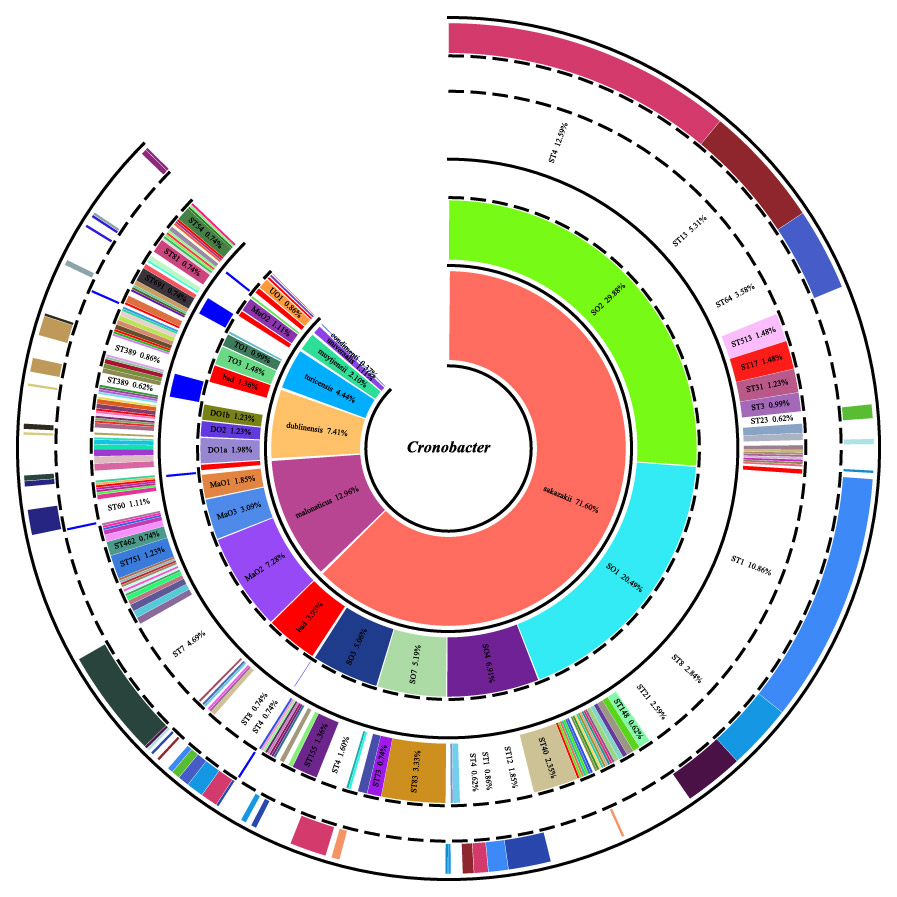 Cronobacter
sakazakii 71.60%
malonaticus 12.96%
dublinensis 7.41%
turicensis 4.44%
muytjensii 2.10%
SO2 29.88%
SO1 20.49%
SO4 6.91%
SO7 5.19%
SO3 5.06%
bad 3.95%
MaO2 7.28%
MaO3 3.09%
MaO1 1.85%
DO1a 1.98%
DO2 1.23%
DO1b 1.23%
bad 1.36%
TO3 1.48%
TO1 0.99%
MuO2 1.11%
UO1 0.86%
ST4 12.59%
ST13 5.31%
ST64 3.58%
ST513 1.48%
ST17 1.48%
ST31 1.23%
ST3 0.99%
ST23 0.62%
ST1 10.86%
ST8 2.84%
ST21 2.59%
ST148 0.62%
ST40 2.35%
ST12 1.85%
ST1 0.86%
ST4 0.62%
ST83 3.33%
ST73 0.74%
ST4 1.60%
ST155 1.36%
ST4 0.74%
ST8 0.74%
ST7 4.69%
ST751 1.23%
ST462 0.74%
ST60 1.11%
ST389 0.62%
ST389 0.86%
ST691 0.74%
ST81 0.74%
ST54 0.74%